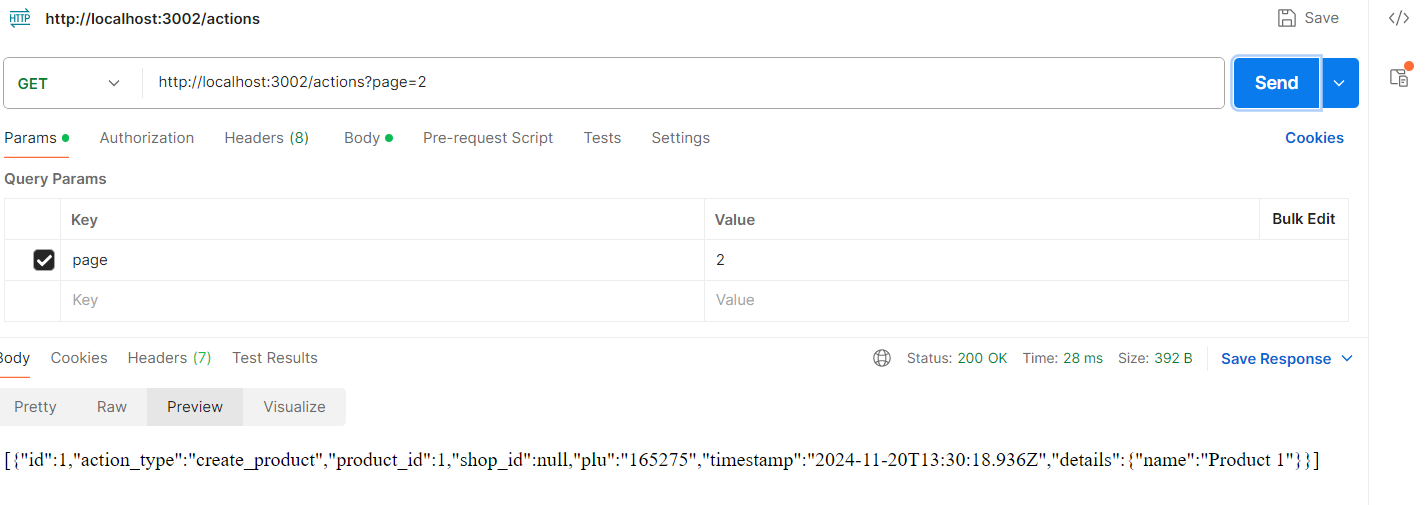 HTTP http://localhost:3002/actions Save
GET http://localhost:3002/actions?page=2 Send
Params Authorization Headers (8) Body Pre-request Script Tests Settings Cookies
Query Params
Key Value Bulk Edit
page 2
Key Value
Body Cookies Headers (7) Test Results Status: 200 OK Time: 28 ms Size: 392 B Save Response
Pretty Raw Preview Visualize
[{"id":1,"action_type":"create_product","product_id":1,"shop_id":null,"plu":"165275","timestamp":"2024-11-20T13:30:18.936Z","details":{"name":"Product 1"}}]